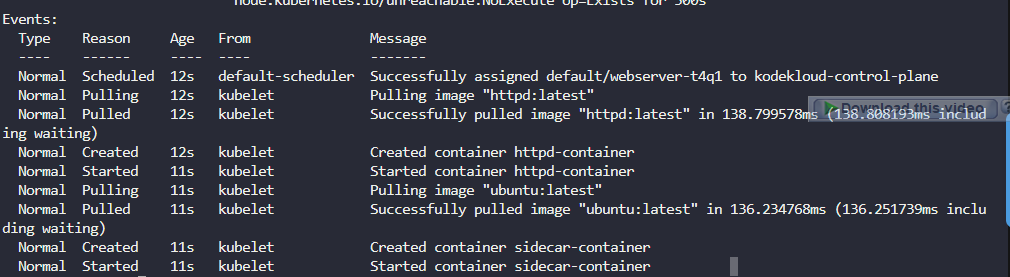 node.kubernetes.io/unreachable:NoExecute op=Exists for 300s
Events:
Type Reason Age From Message
---- ------ ---- ---- -------
Normal Scheduled 12s default-scheduler Successfully assigned default/webserver-t4q1 to kodekloud-control-plane
Normal Pulling 12s kubelet Pulling image "httpd:latest"
Download this video
Normal Pulled 12s kubelet Successfully pulled image "httpd:latest" in 138.799578ms (138.808193ms includ
ing waiting)
Normal Created 12s kubelet Created container httpd-container
Normal Started 11s kubelet Started container httpd-container
Normal Pulling 11s kubelet Pulling image "ubuntu:latest"
Normal Pulled 11s kubelet Successfully pulled image "ubuntu:latest" in 136.234768ms (136.251739ms inclu
ding waiting)
Normal Created 11s kubelet Created container sidecar-container
Normal Started 11s kubelet Started container sidecar-container